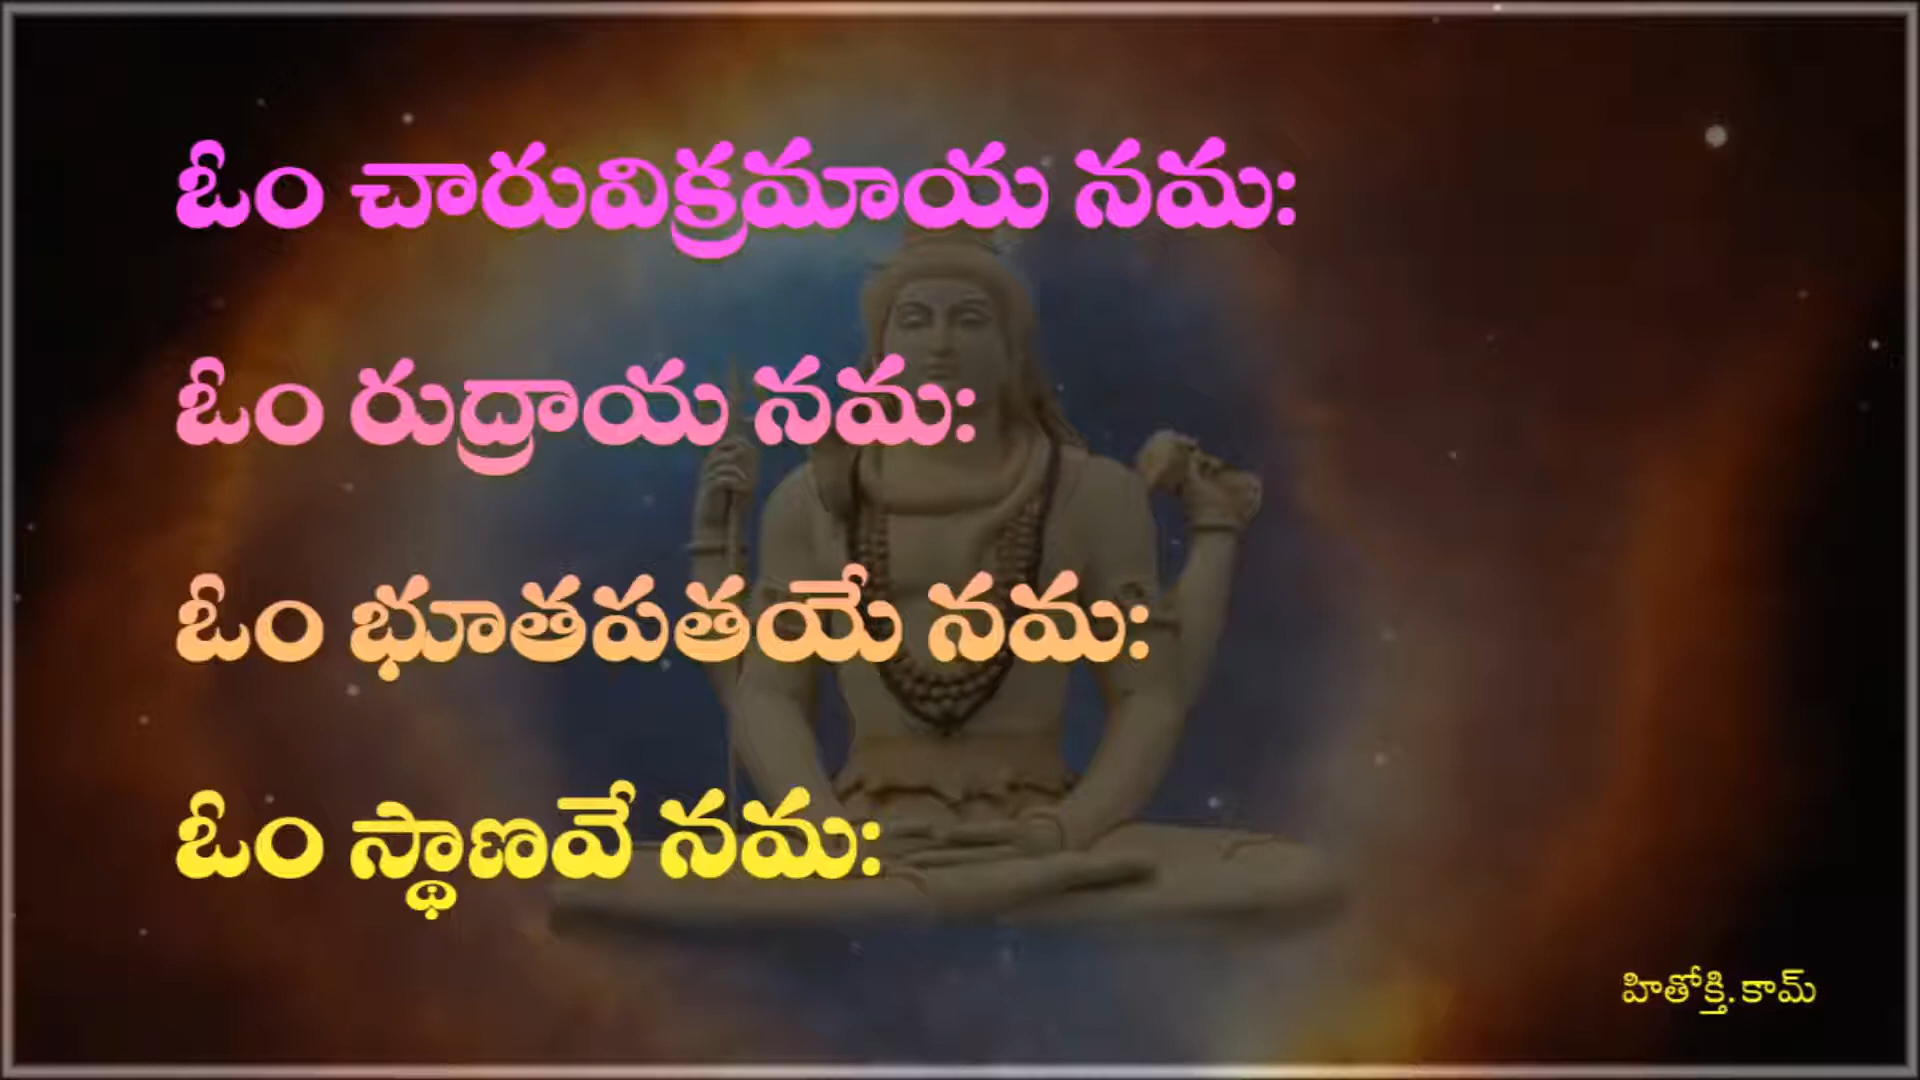 ఓం చారువిక్రమాయ నమ:
ఓం రుద్రాయ నమ:
ఓం భూతపతయే నమ:
ఓం స్థాణవే నమ:
హితోక్తి. కామ్